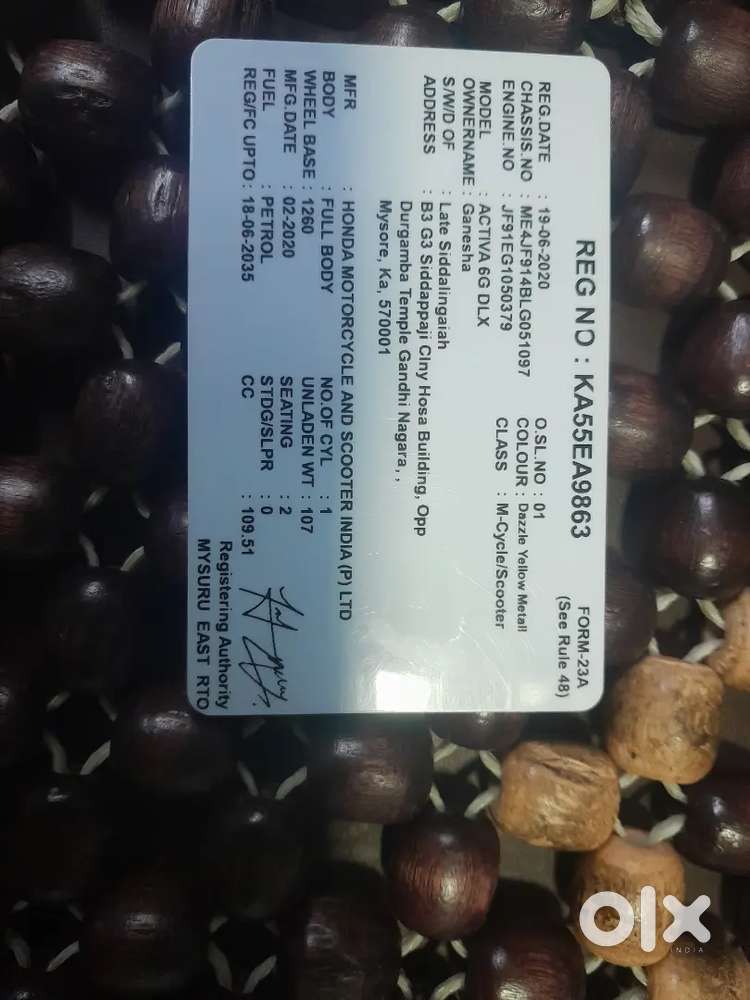 REG NO : KA55EA9863
FORM-23A
(See Rule 48)
REG.DATE : 19-06-2020
O.SL.NO : 01
CHASSIS.NO : ME4JF914BLG051097
COLOUR : Dazzle Yellow Metall
ENGINE.NO : JF91EG1050379
CLASS : M-Cycle/Scooter
MODEL : ACTIVA 6G DLX
OWNERNAME : Ganesha
S/W/D OF : Late Siddalingaiah
ADDRESS : B3 G3 Siddappaji Clny Hosa Building, Opp
Durgamba Temple Gandhi Nagara, ,
Mysore, Ka, 570001
MFR : HONDA MOTORCYCLE AND SCOOTER INDIA (P) LTD
BODY : FULL BODY
NO.OF CYL : 1
WHEEL BASE : 1260
UNLADEN WT : 107
MFG.DATE : 02-2020
SEATING : 2
FUEL : PETROL
STDG/SLPR : 0
REG/FC UPTO : 18-06-2035
CC : 109.51
Registering Authority
MYSURU EAST RTO
olx
INDIA